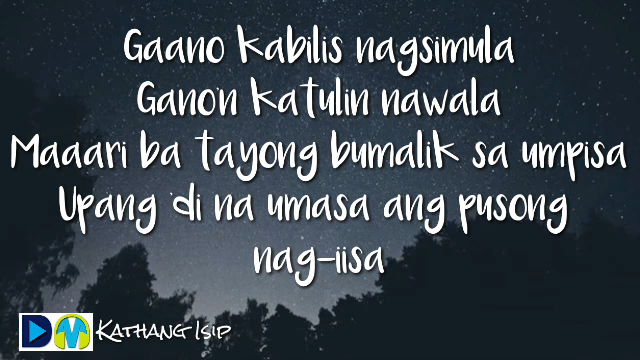 Gaano kabilis nagsimula
Ganon katulin nawala
Maaari ba tayong bumalik sa umpisa
Upang 'di na umasa ang pusong
nag-iisa
DM Kathang Isip